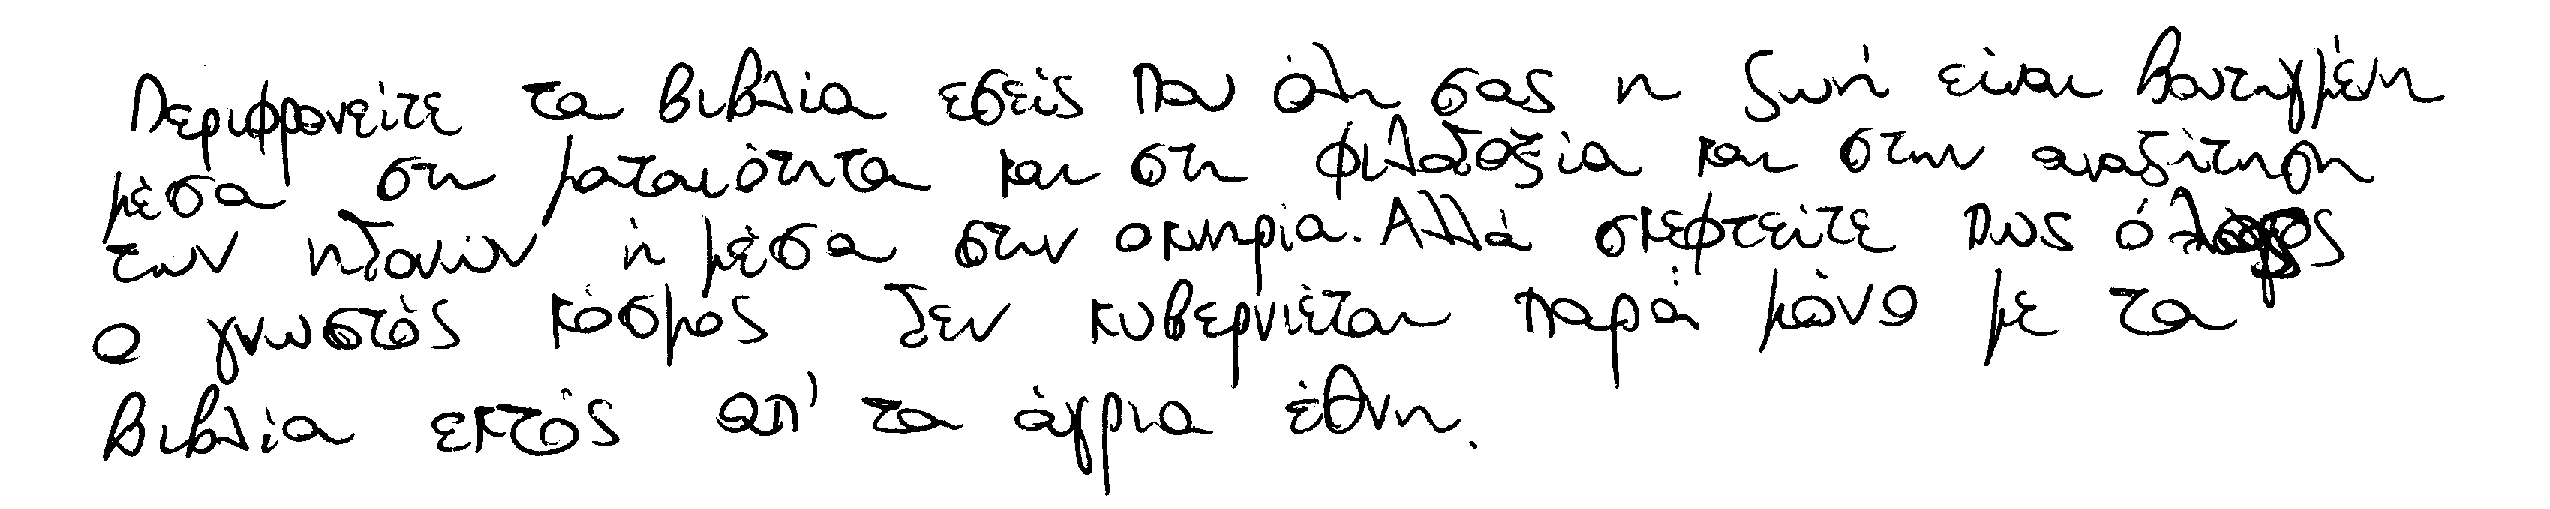 Περιφρονείτε τα βιβλία εσείς που όλη σας η ζωή είναι βουτηγμένη
μέσα στη ματαιότητα και στη φιλοδοξία και στην αναζήτηση
των ηδονών ή μέσα στην οκνηρία. Αλλά σκεφτείτε πως όλος
ο γνωστός κόσμος δεν κυβερνιέται παρά μόνο με τα
βιβλία εκτός απ' τα άγρια έθνη.